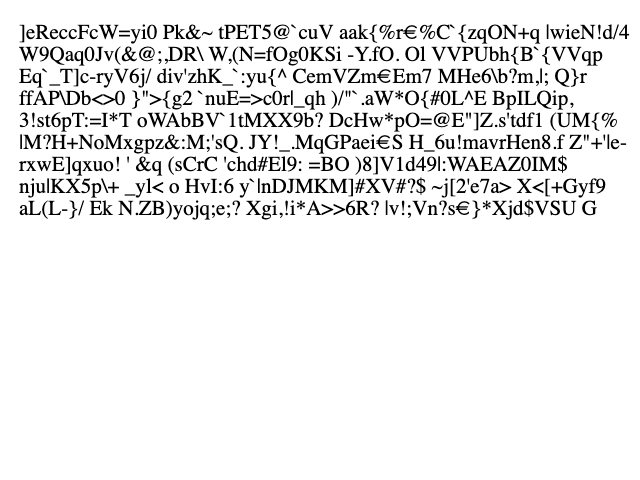 ]eReccFcW=yi0 Pk&~ tPET5@`cuV aak{%r€%C`{zqON+q |wieN!d/4
W9Qaq0Jv(&@;,DR\ W,(N=fOg0KSi -Y.fO. Ol VVPUbh{B`{VVqp
Eq`_T]c-ryV6j/ div'zhK_`:yu{^ CemVZm€Em7 MHe6\b?m,|; Q}r
ffAP\Db<>0 }">{g2 `nuE=>c0r|_qh )/"`.aW*O{#0L^E BpILQip,
3!st6pT:=I*T oWAbBV`1tMXX9b? DcHw*pO=@E"]Z.s'tdf1 (UM{%
|M?H+NoMxgpz&:M;'sQ. JY!_.MqGPaei€S H_6u!mavrHen8.f Z"+'|e-
rxwE]qxuo! ' &q (sCrC 'chd#El9: =BO )8]V1d49|:WAEAZ0IM$
nju|KX5p\+ _yl< o HvI:6 y`|nDJMKM]#XV#?$ ~j[2'e7a> X<[+Gyf9
aL(L-}/ Ek N.ZB)yojq;e;? Xgi,!i*A>>6R? |v!;Vn?s€}*Xjd$VSU G